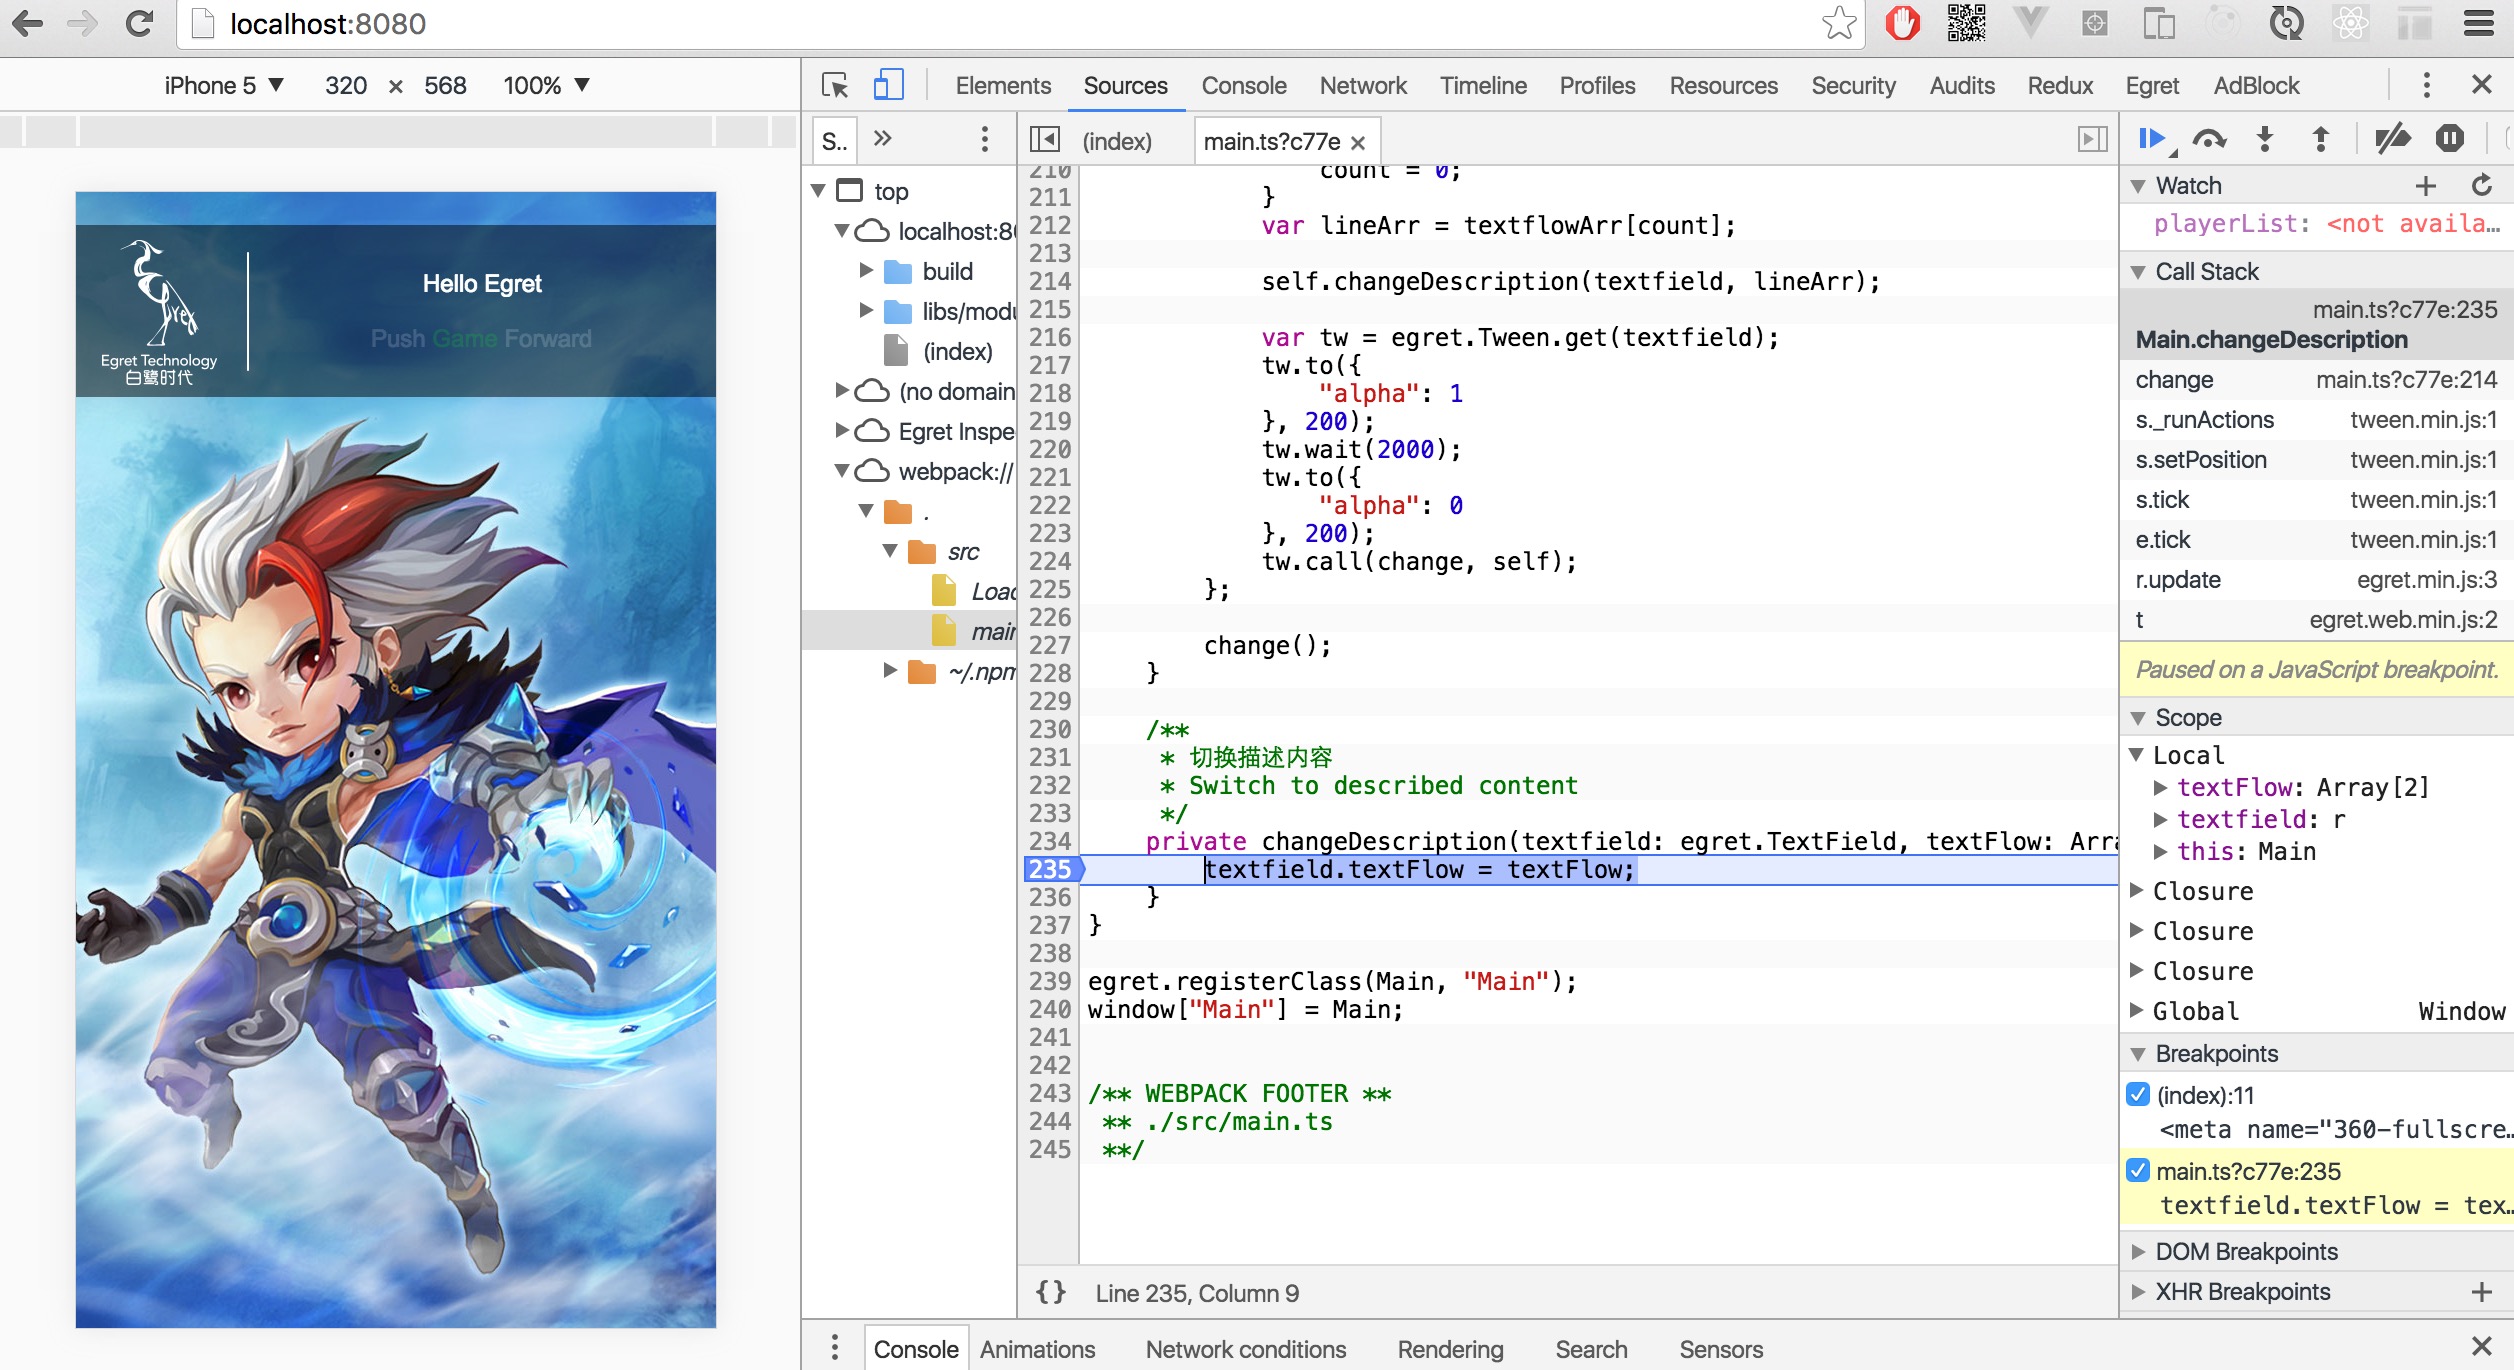 localhost:8080
iPhone 5 ▼ 320 × 568 100% ▼
Elements Sources Console Network Timeline Profiles Resources Security Audits Redux Egret AdBlock
Hello Egret
Push Game Forward
Egret
Egret Technology
白鹭时代
S..
top
localhost:80
build
libs/modu
(index)
(no domain
Egret Inspe
webpack://
.
src
Load
main
~/.npm
(index) main.ts?c77e ×
210 count = 0;
211 }
212 var lineArr = textflowArr[count];
213
214 self.changeDescription(textfield, lineArr);
215
216 var tw = egret.Tween.get(textfield);
217 tw.to({
218 "alpha": 1
219 }, 200);
220 tw.wait(2000);
221 tw.to({
222 "alpha": 0
223 }, 200);
224 tw.call(change, self);
225 };
226
227 change();
228 }
229
230 /**
231 * 切换描述内容
232 * Switch to described content
233 */
234 private changeDescription(textfield: egret.TextField, textFlow: Arra
235 textfield.textFlow = textFlow;
236 }
237 }
238
239 egret.registerClass(Main, "Main");
240 window["Main"] = Main;
241
242
243 /** WEBPACK FOOTER **
244 ** ./src/main.ts
245 **/
{} Line 235, Column 9
Watch
playerList: <not availa…
Call Stack
main.ts?c77e:235
Main.changeDescription
change main.ts?c77e:214
s._runActions tween.min.js:1
s.setPosition tween.min.js:1
s.tick tween.min.js:1
e.tick tween.min.js:1
r.update egret.min.js:3
t egret.web.min.js:2
Paused on a JavaScript breakpoint.
Scope
Local
textFlow: Array[2]
textfield: r
this: Main
Closure
Closure
Closure
Global Window
Breakpoints
(index):11
<meta name="360-fullscre…
main.ts?c77e:235
textfield.textFlow = tex…
DOM Breakpoints
XHR Breakpoints
Console Animations Network conditions Rendering Search Sensors